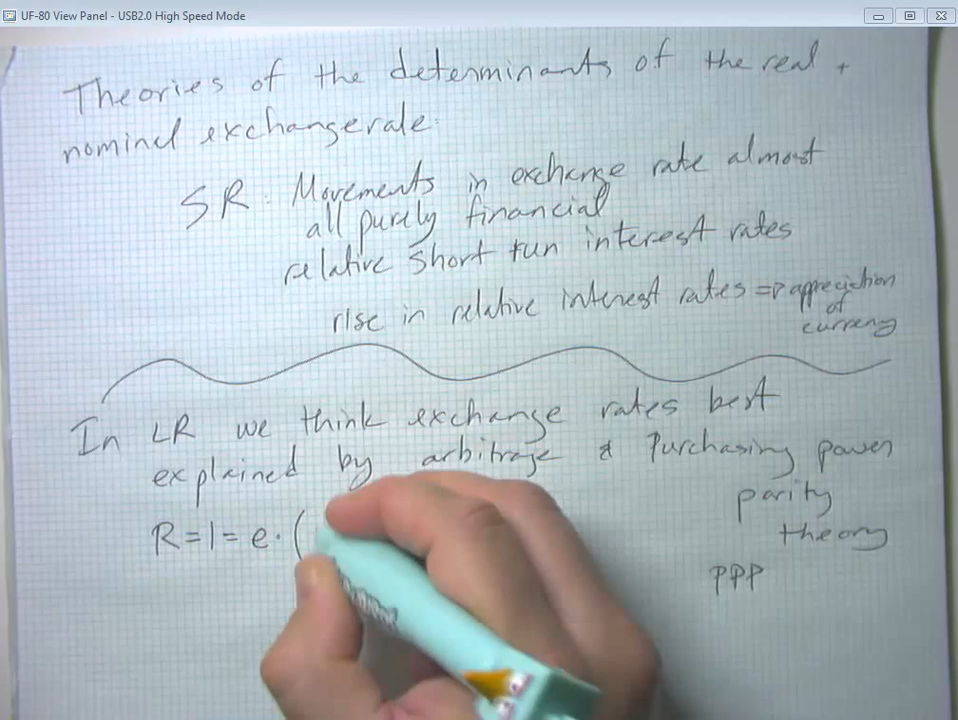 UF-80 View Panel - USB2.0 High Speed Mode
Theories of the determinants of the real +
nominal exchange rate.
SR: Movements in exchange rate almost
all purely financial
relative short run interest rates
rise in relative interest rates => appreciation
of
currency
In LR we think exchange rates best
explained by arbitrage & Purchasing power
parity
theory
R=1= e·(
PPP